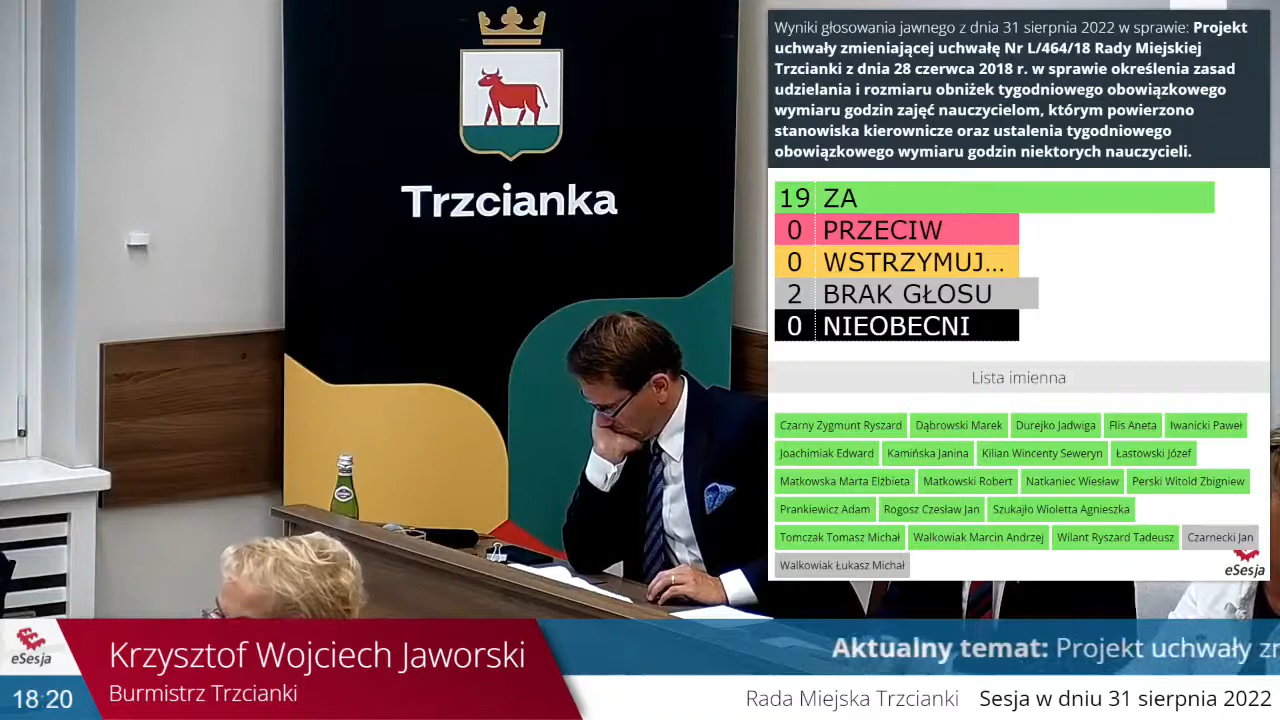 Trzcianka
Wyniki głosowania jawnego z dnia 31 sierpnia 2022 w sprawie: Projekt
uchwały zmieniającej uchwałę Nr L/464/18 Rady Miejskiej
Trzcianki z dnia 28 czerwca 2018 r. w sprawie określenia zasad
udzielania i rozmiaru obniżek tygodniowego obowiązkowego
wymiaru godzin zajęć nauczycielom, którym powierzono
stanowiska kierownicze oraz ustalenia tygodniowego
obowiązkowego wymiaru godzin niektorych nauczycieli.
19 ZA
0 PRZECIW
0 WSTRZYMUJ...
2 BRAK GŁOSU
0 NIEOBECNI
Lista imienna
Czarny Zygmunt Ryszard Dąbrowski Marek Durejko Jadwiga Flis Aneta Iwanicki Paweł
Joachimiak Edward Kamińska Janina Kilian Wincenty Seweryn Łastowski Józef
Matkowska Marta Elżbieta Matkowski Robert Natkaniec Wiesław Perski Witold Zbigniew
Prankiewicz Adam Rogosz Czesław Jan Szukajło Wioletta Agnieszka
Tomczak Tomasz Michał Walkowiak Marcin Andrzej Wilant Ryszard Tadeusz Czarnecki Jan
Walkowiak Łukasz Michał
eSesja
eSesja
Krzysztof Wojciech Jaworski
Burmistrz Trzcianki
18:20
Aktualny temat: Projekt uchwały zr
Rada Miejska Trzcianki Sesja w dniu 31 sierpnia 2022